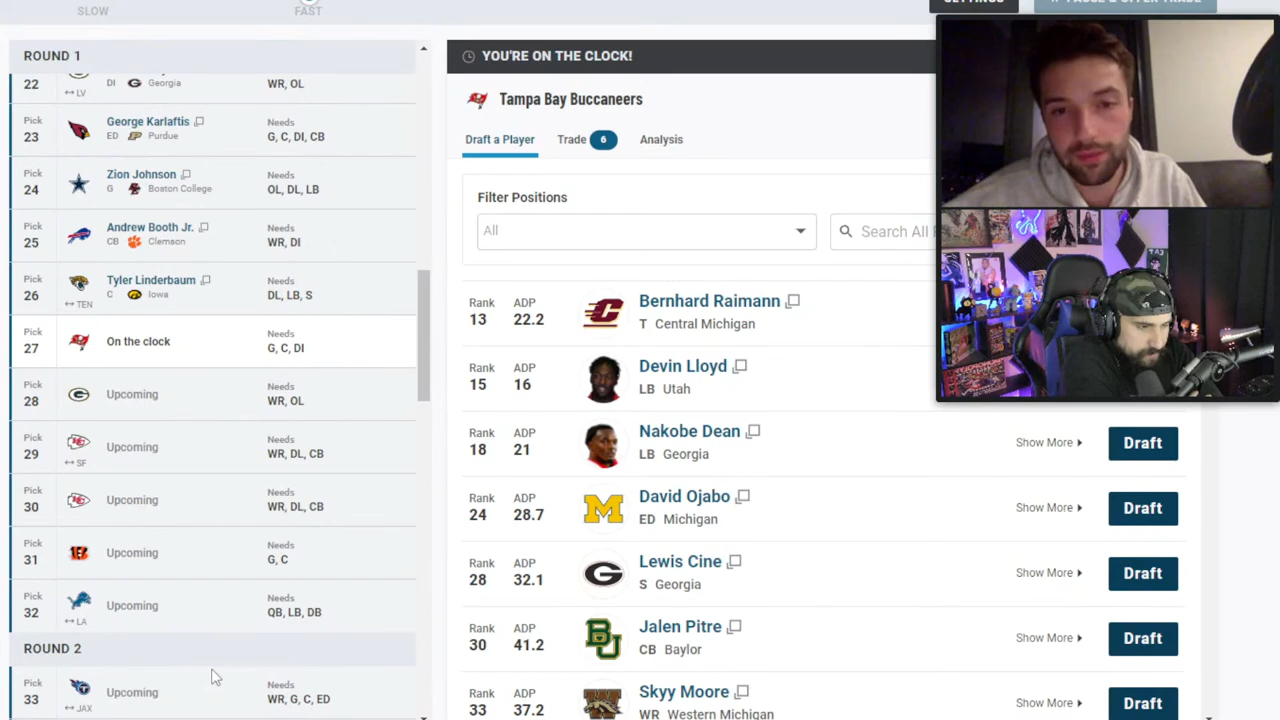 SLOW
FAST
ROUND 1
22
DI Georgia
LV
WR, OL
Pick
23
George Karlaftis
ED Purdue
Needs
G, C, DI, CB
Pick
24
Zion Johnson
G Boston College
Needs
OL, DL, LB
Pick
25
Andrew Booth Jr.
CB Clemson
Needs
WR, DI
Pick
26
TEN
Tyler Linderbaum
C Iowa
Needs
DL, LB, S
Pick
27
On the clock
Needs
G, C, DI
Pick
28
Upcoming
Needs
WR, OL
Pick
29
SF
Upcoming
Needs
WR, DL, CB
Pick
30
Upcoming
Needs
WR, DL, CB
Pick
31
Upcoming
Needs
G, C
Pick
32
LA
Upcoming
Needs
QB, LB, DB
ROUND 2
Pick
33
JAX
Upcoming
Needs
WR, G, C, ED
YOU'RE ON THE CLOCK!
Tampa Bay Buccaneers
Draft a Player
Trade 6
Analysis
Filter Positions
All
Search All
Rank
13
ADP
22.2
Bernhard Raimann
T Central Michigan
Rank
15
ADP
16
Devin Lloyd
LB Utah
Rank
18
ADP
21
Nakobe Dean
LB Georgia
Show More
Draft
Rank
24
ADP
28.7
David Ojabo
ED Michigan
Show More
Draft
Rank
28
ADP
32.1
Lewis Cine
S Georgia
Show More
Draft
Rank
30
ADP
41.2
Jalen Pitre
CB Baylor
Show More
Draft
Rank
33
ADP
37.2
Skyy Moore
WR Western Michigan
Show More
Draft